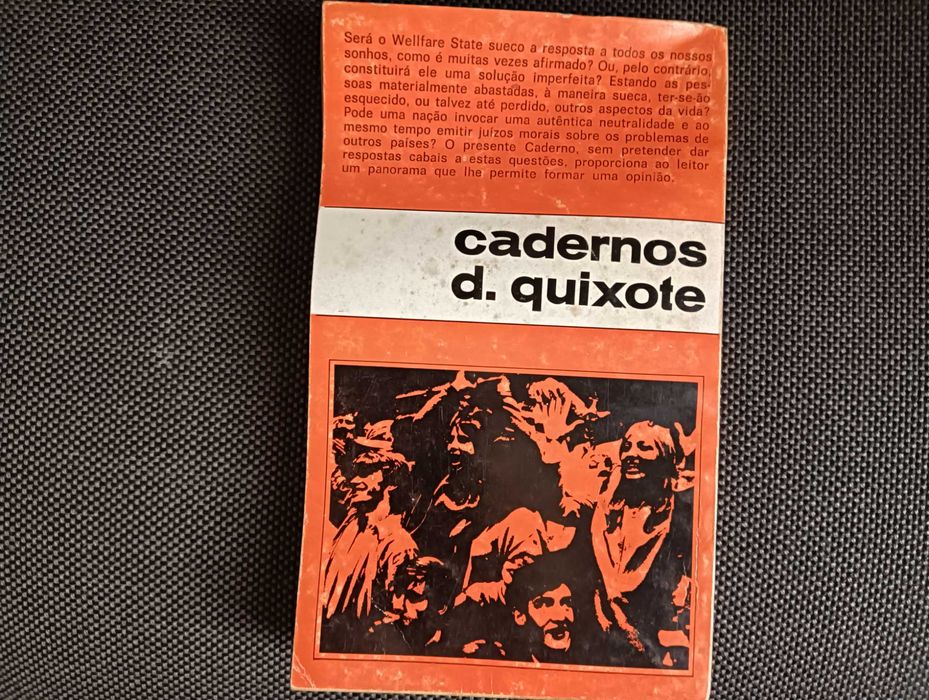 Será o Wellfare State sueco a resposta a todos os nossos
sonhos, como é muitas vezes afirmado? Ou, pelo contrário,
constituirá ele uma solução imperfeita? Estando as pes-
soas materialmente abastadas, à maneira sueca, ter-se-ão
esquecido, ou talvez até perdido, outros aspectos da vida?
Pode uma nação invocar uma autêntica neutralidade e ao
mesmo tempo emitir juízos morais sobre os problemas de
outros países? O presente Caderno, sem pretender dar
respostas cabais a estas questões, proporciona ao leitor
um panorama que lhe permite formar uma opinião.
cadernos
d. quixote